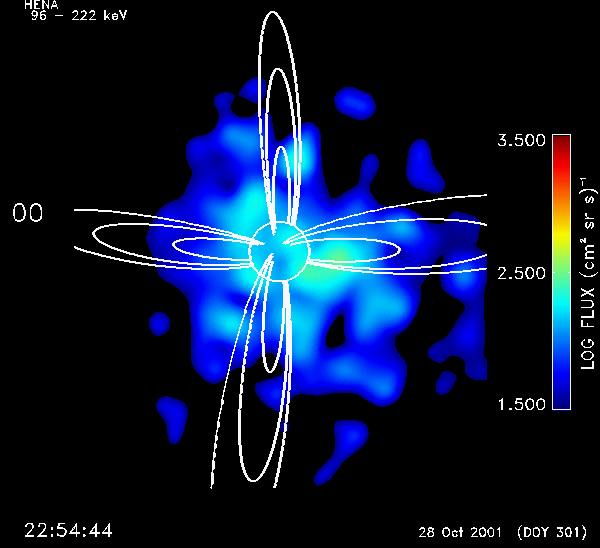 HENA
96 – 222 keV
3.500
00
2.500
LOG FLUX (cm² sr s)⁻¹
1.500
22:54:44
28 Oct 2001 (DOY 301)